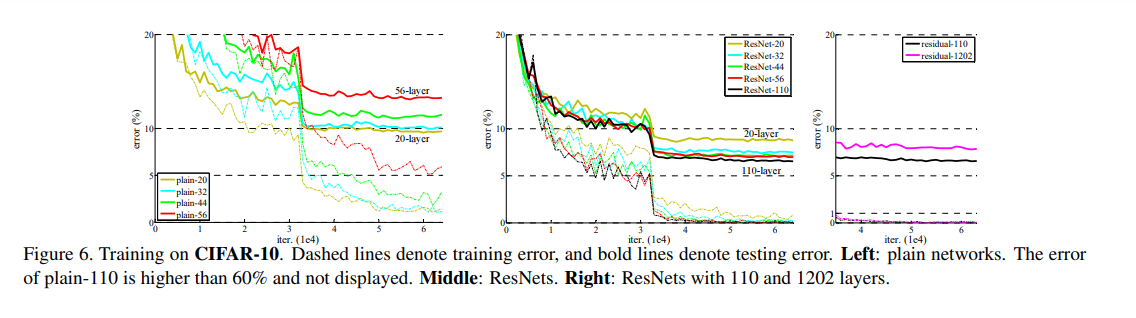 20
15
10
5
0
error (%)
0 1 2 3 4 5 6
iter. (1e4)
56-layer
20-layer
plain-20
plain-32
plain-44
plain-56
20
15
10
5
0
error (%)
0 1 2 3 4 5 6
iter. (1e4)
20-layer
110-layer
ResNet-20
ResNet-32
ResNet-44
ResNet-56
ResNet-110
20
15
10
5
1
0
error (%)
4 5 6
iter. (1e4)
residual-110
residual-1202
Figure 6. Training on CIFAR-10. Dashed lines denote training error, and bold lines denote testing error. Left: plain networks. The error
of plain-110 is higher than 60% and not displayed. Middle: ResNets. Right: ResNets with 110 and 1202 layers.